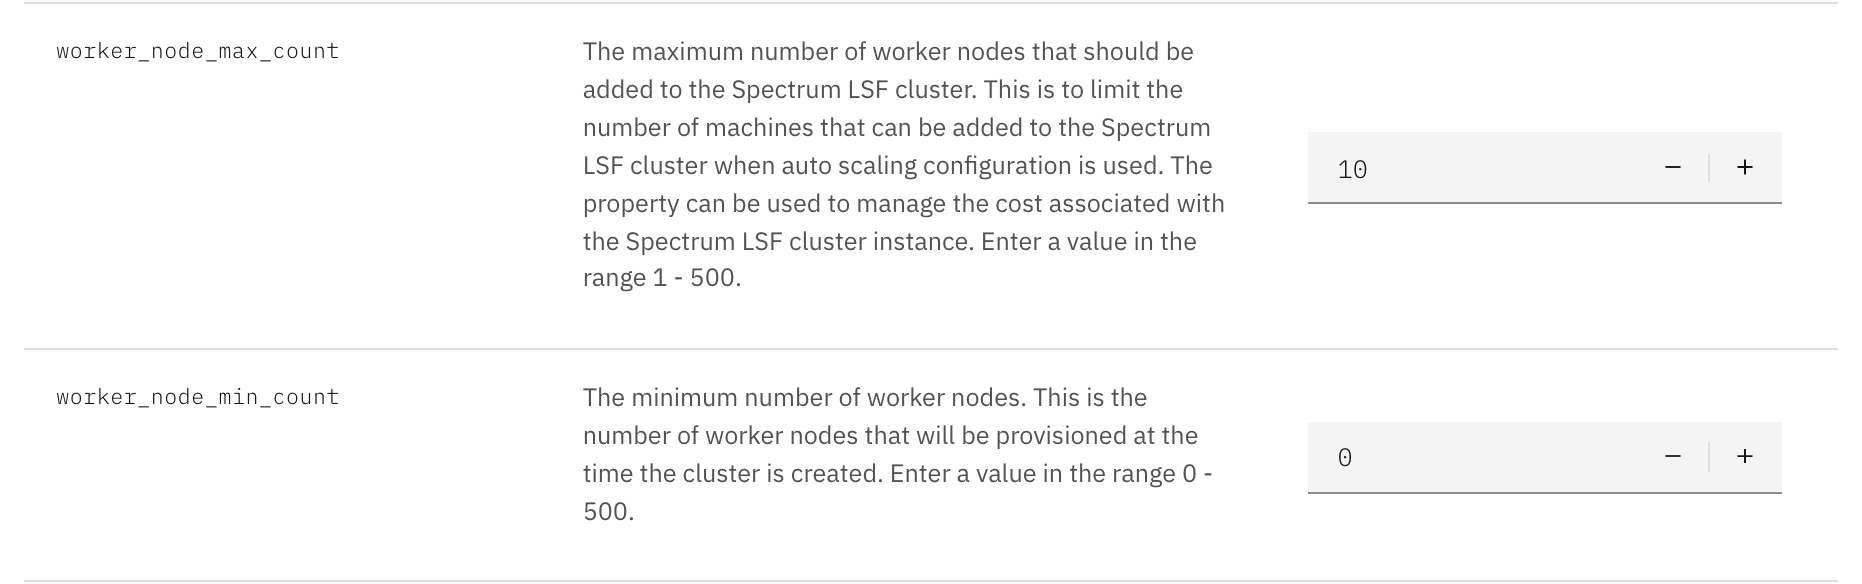 worker_node_max_count
The maximum number of worker nodes that should be
added to the Spectrum LSF cluster. This is to limit the
number of machines that can be added to the Spectrum
LSF cluster when auto scaling configuration is used. The
property can be used to manage the cost associated with
the Spectrum LSF cluster instance. Enter a value in the
range 1 - 500.
10 − +
worker_node_min_count
The minimum number of worker nodes. This is the
number of worker nodes that will be provisioned at the
time the cluster is created. Enter a value in the range 0 -
500.
0 − +